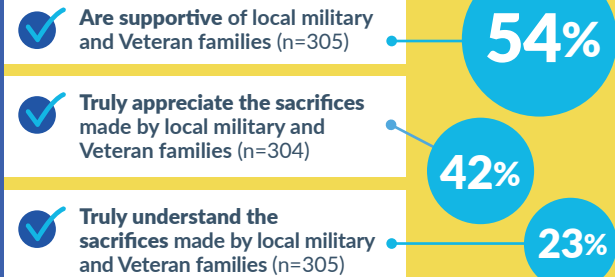 Are supportive of local military
and Veteran families (n=305)
54%
Truly appreciate the sacrifices
made by local military and
Veteran families (n=304)
42%
Truly understand the
sacrifices made by local military
and Veteran families (n=305)
23%